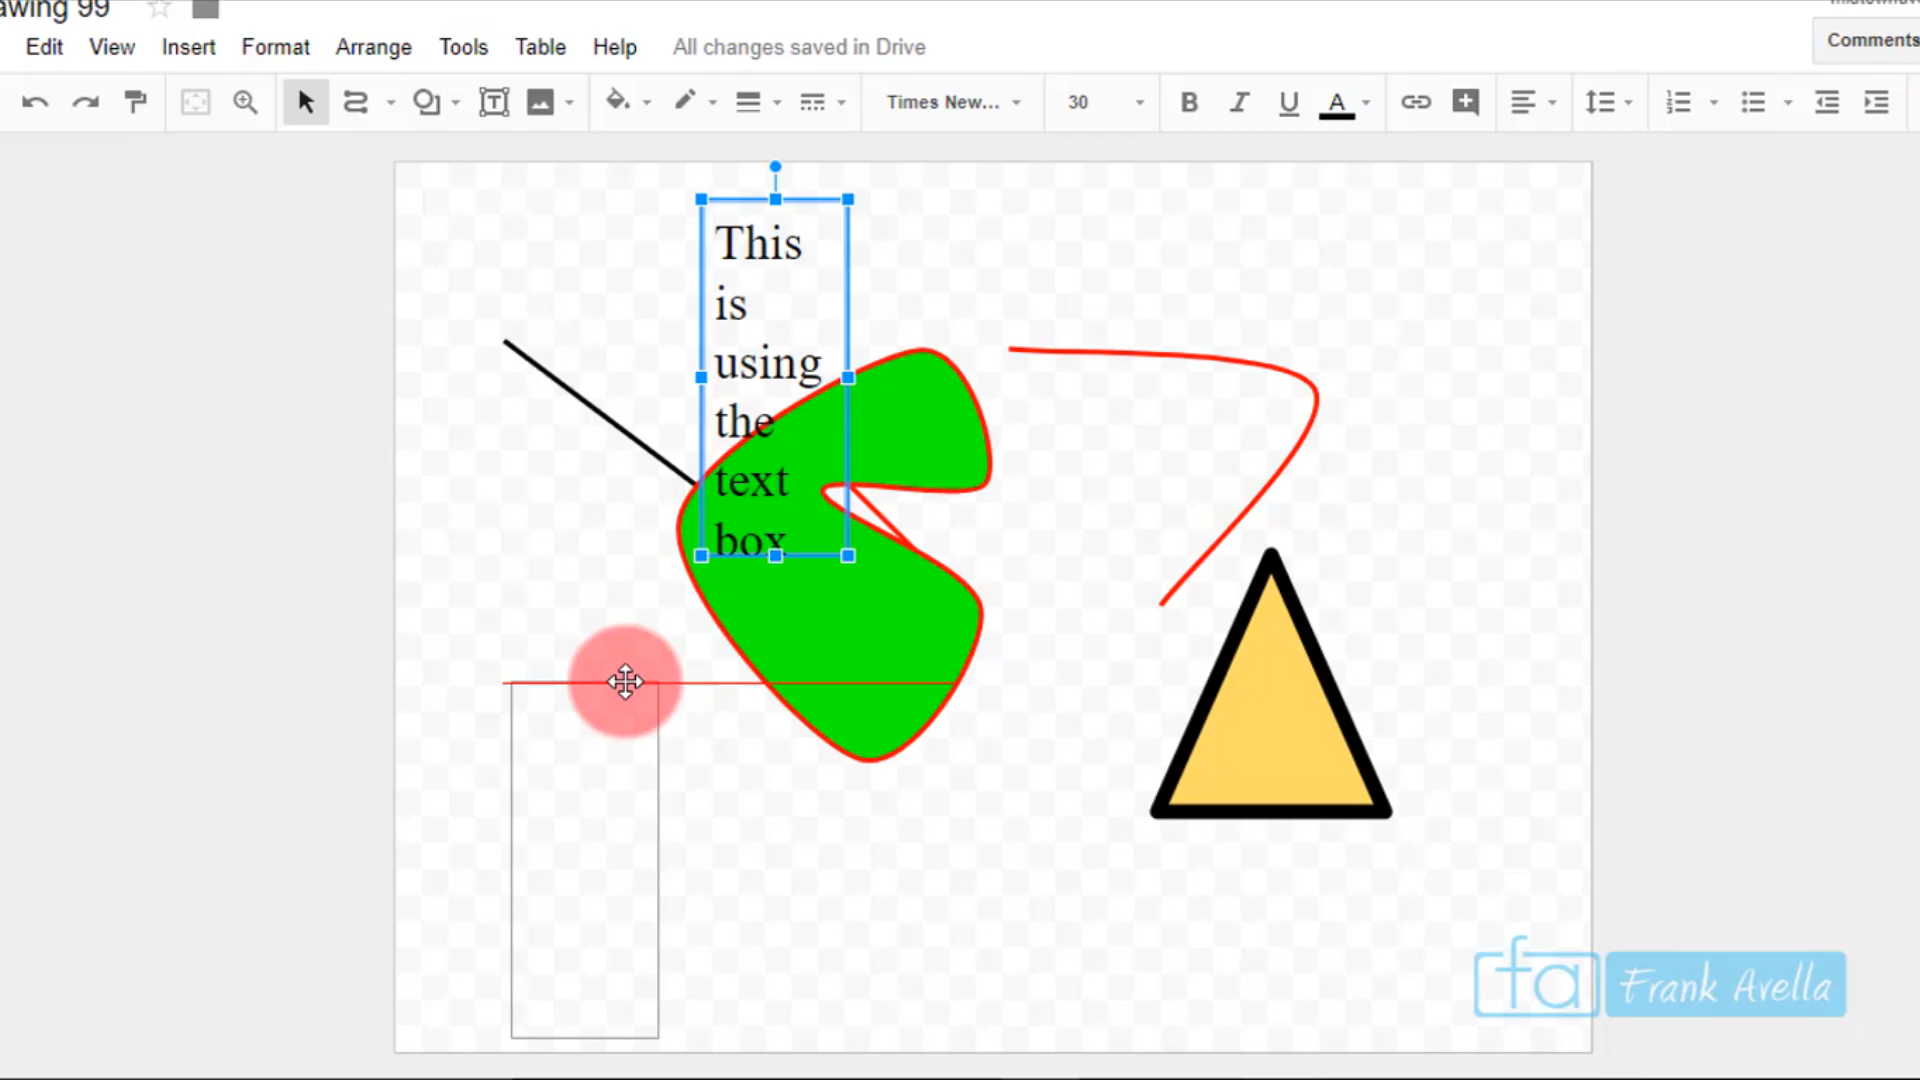 awing 99
Edit View Insert Format Arrange Tools Table Help All changes saved in Drive
Comments
Times New... 30 B I U A
This
is
using
the
text
box
fa Frank Avella